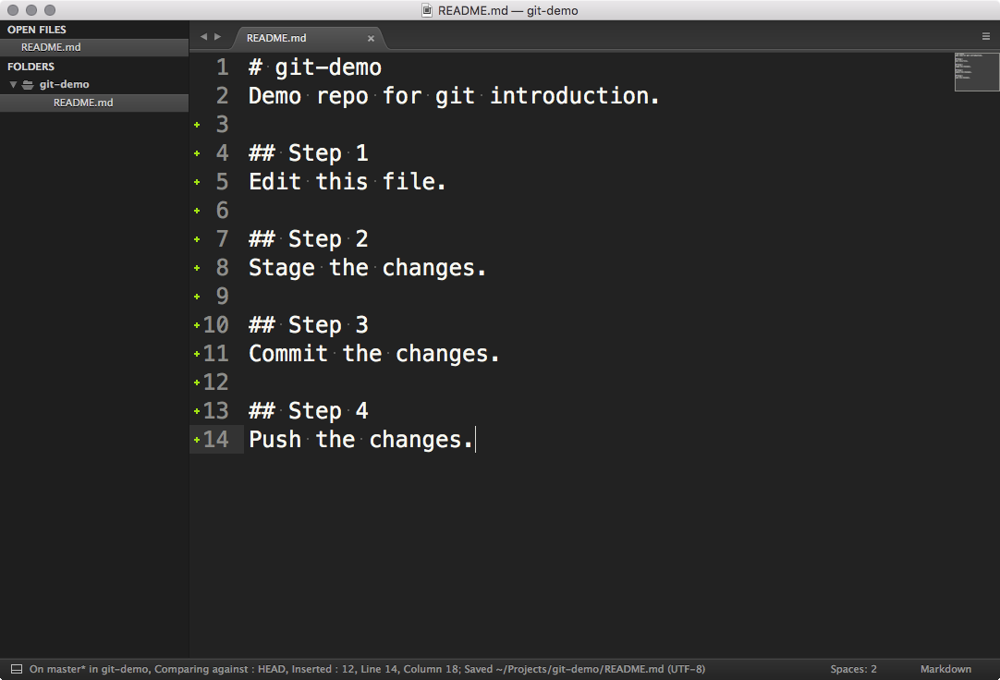 README.md — git-demo
OPEN FILES
README.md
FOLDERS
git-demo
README.md
README.md
1 # git-demo
2 Demo repo for git introduction.
3
4 ## Step 1
5 Edit this file.
6
7 ## Step 2
8 Stage the changes.
9
10 ## Step 3
11 Commit the changes.
12
13 ## Step 4
14 Push the changes.
On master* in git-demo, Comparing against : HEAD, Inserted : 12, Line 14, Column 18; Saved ~/Projects/git-demo/README.md (UTF-8)
Spaces: 2
Markdown